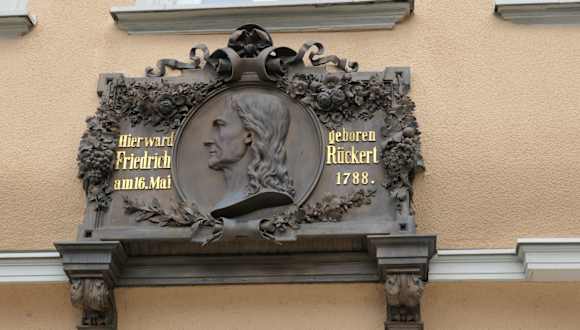 Hier ward geboren
Friedrich Rückert
am 16. Mai 1788.